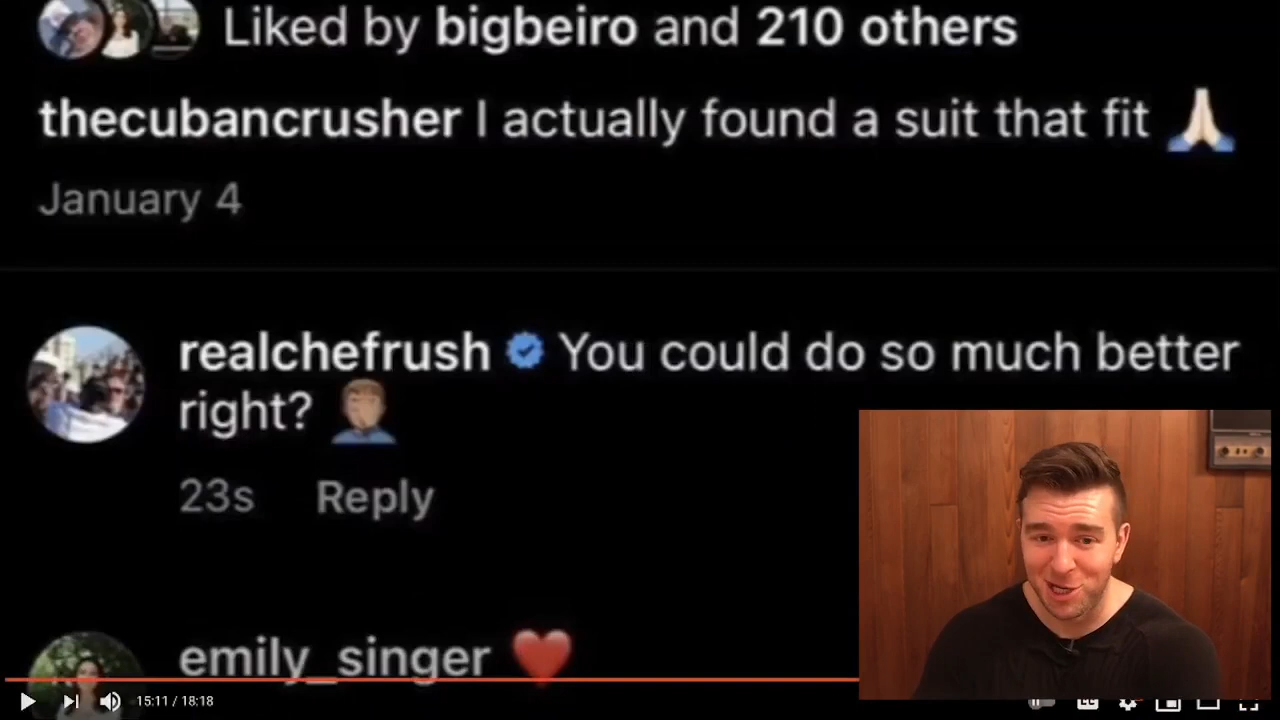 Liked by bigbeiro and 210 others
thecubancrusher I actually found a suit that fit 🙏🏻
January 4
realchefrush You could do so much better
right? 🤦🏽‍♂️
23s Reply
emily_singer ❤️
15:11 / 18:18